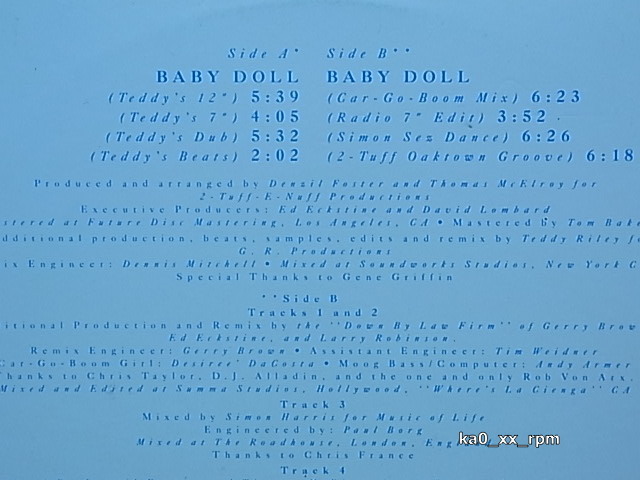 Side A* Side B**
BABY DOLL BABY DOLL
(Teddy's 12") 5:39 (Car-Go-Boom Mix) 6:23
(Teddy's 7") 4:05 (Radio 7" Edit) 3:52
(Teddy's Dub) 5:32 (Simon Sez Dance) 6:26
(Teddy's Beats) 2:02 (2-Tuff Oaktown Groove) 6:18
Produced and arranged by Denzil Foster and Thomas McElroy for
2-Tuff-E-Nuff Productions
Executive Producers: Ed Eckstine and David Lombard
stered at Future Disc Mastering, Los Angeles, CA • Mastered by Tom Bake
dditional production, beats, samples, edits and remix by Teddy Riley f
G. R. Productions
ix Engineer: Dennis Mitchell • Mixed at Soundworks Studios, New York C
Special Thanks to Gene Griffin
**Side B
Tracks 1 and 2
itional Production and Remix by the "Down By Law Firm" of Gerry Brow
Ed Eckstine, and Larry Robinson.
Remix Engineer: Gerry Brown • Assistant Engineer: Tim Weidner
Car-Go-Boom Girl: Desiree' DaCosta • Moog Bass/Computer: Andy Armer
hanks to Chris Taylor, D.J. Alladin, and the one and only Rob Von Arx.
Mixed and Edited at Summa Studios, Hollywood, "Where's La Cienga" CA
Track 3
Mixed by Simon Harris for Music of Life
Engineered by: Paul Borg
Mixed at The Roadhouse, London, Eng
ka0_xx_rpm
Thanks to Chris France
Track 4